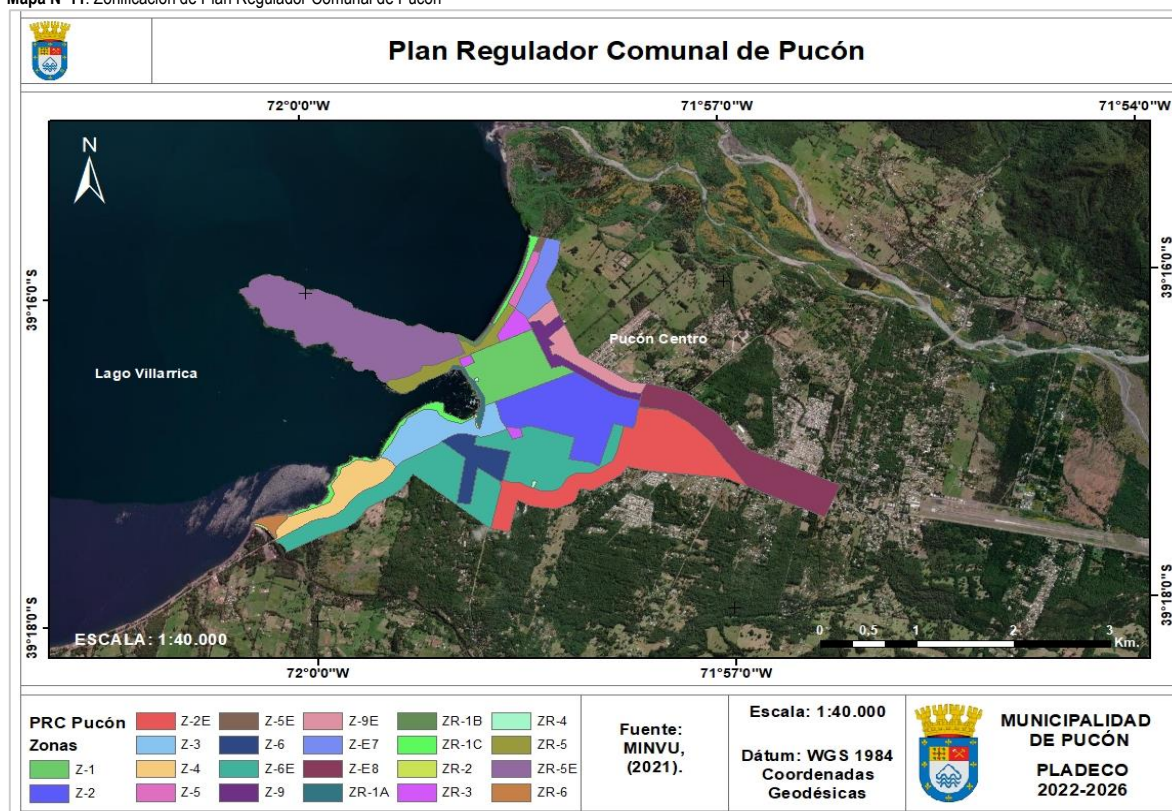 Mapa N°11. Zonificación de Plan Regulador Comunal de Pucón
Plan Regulador Comunal de Pucón
72°0'0"W
71°57'0"W
71°54'0"W
N
39°16'0"S
39°16'0"S
Pucón Centro
Lago Villarrica
39°18'0"S
39°18'0"S
ESCALA: 1:40.000
0 0,5 1 2 3
Km.
72°0'0"W
71°57'0"W
PRC Pucón
Zonas
Z-1
Z-2
Z-2E
Z-3
Z-4
Z-5
Z-5E
Z-6
Z-6E
Z-9
Z-9E
Z-E7
Z-E8
ZR-1A
ZR-1B
ZR-1C
ZR-2
ZR-3
ZR-4
ZR-5
ZR-5E
ZR-6
Fuente:
MINVU,
(2021).
Escala: 1:40.000
Dátum: WGS 1984
Coordenadas
Geodésicas
MUNICIPALIDAD
DE PUCÓN
PLADECO
2022-2026